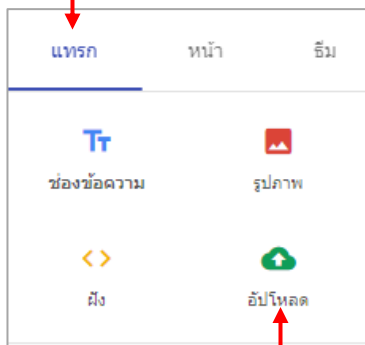 แทรก หน้า ธีม
Tт
ช่องข้อความ รูปภาพ
ฝัง อัปโหลด